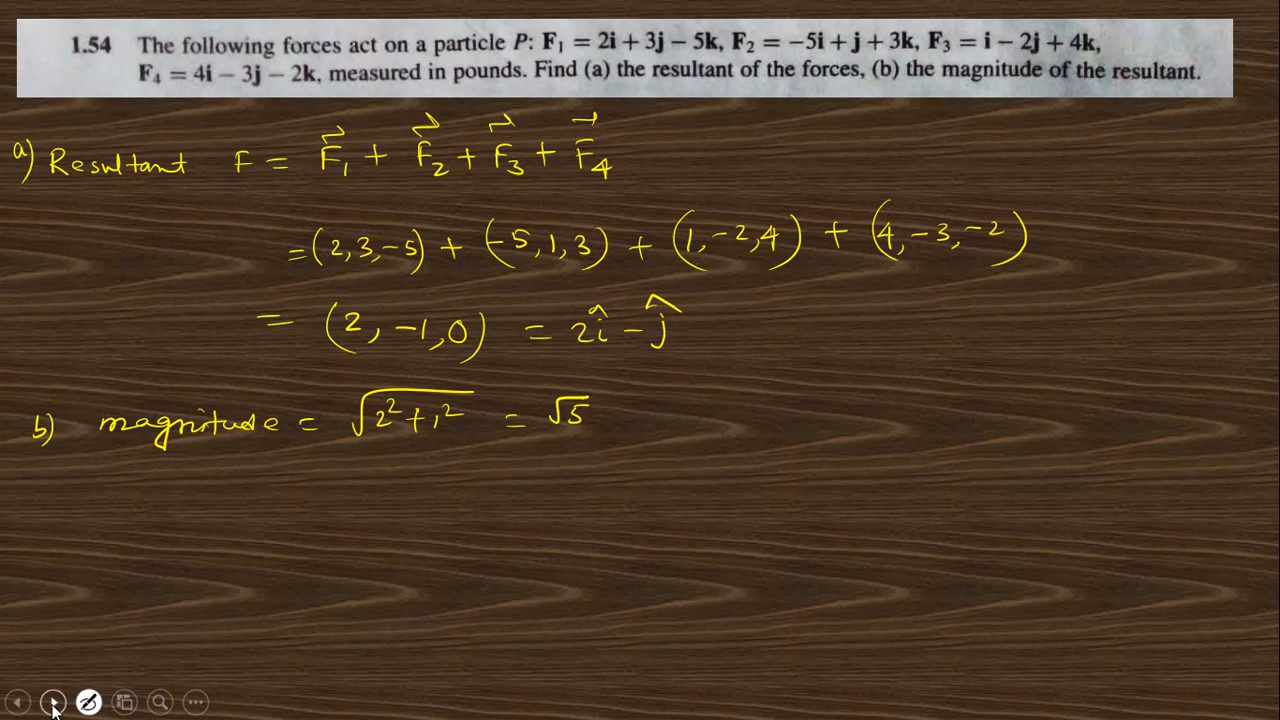 1.54 The following forces act on a particle P: F₁ = 2i + 3j − 5k, F₂ = −5i + j + 3k, F₃ = i − 2j + 4k,
F₄ = 4i − 3j − 2k, measured in pounds. Find (a) the resultant of the forces, (b) the magnitude of the resultant.
a) Resultant F = F⃗₁ + F⃗₂ + F⃗₃ + F⃗₄
= (2,3,-5) + (-5,1,3) + (1,-2,4) + (4,-3,-2)
= (2,-1,0) = 2î - ĵ
b) magnitude = √(2²+1²) = √5